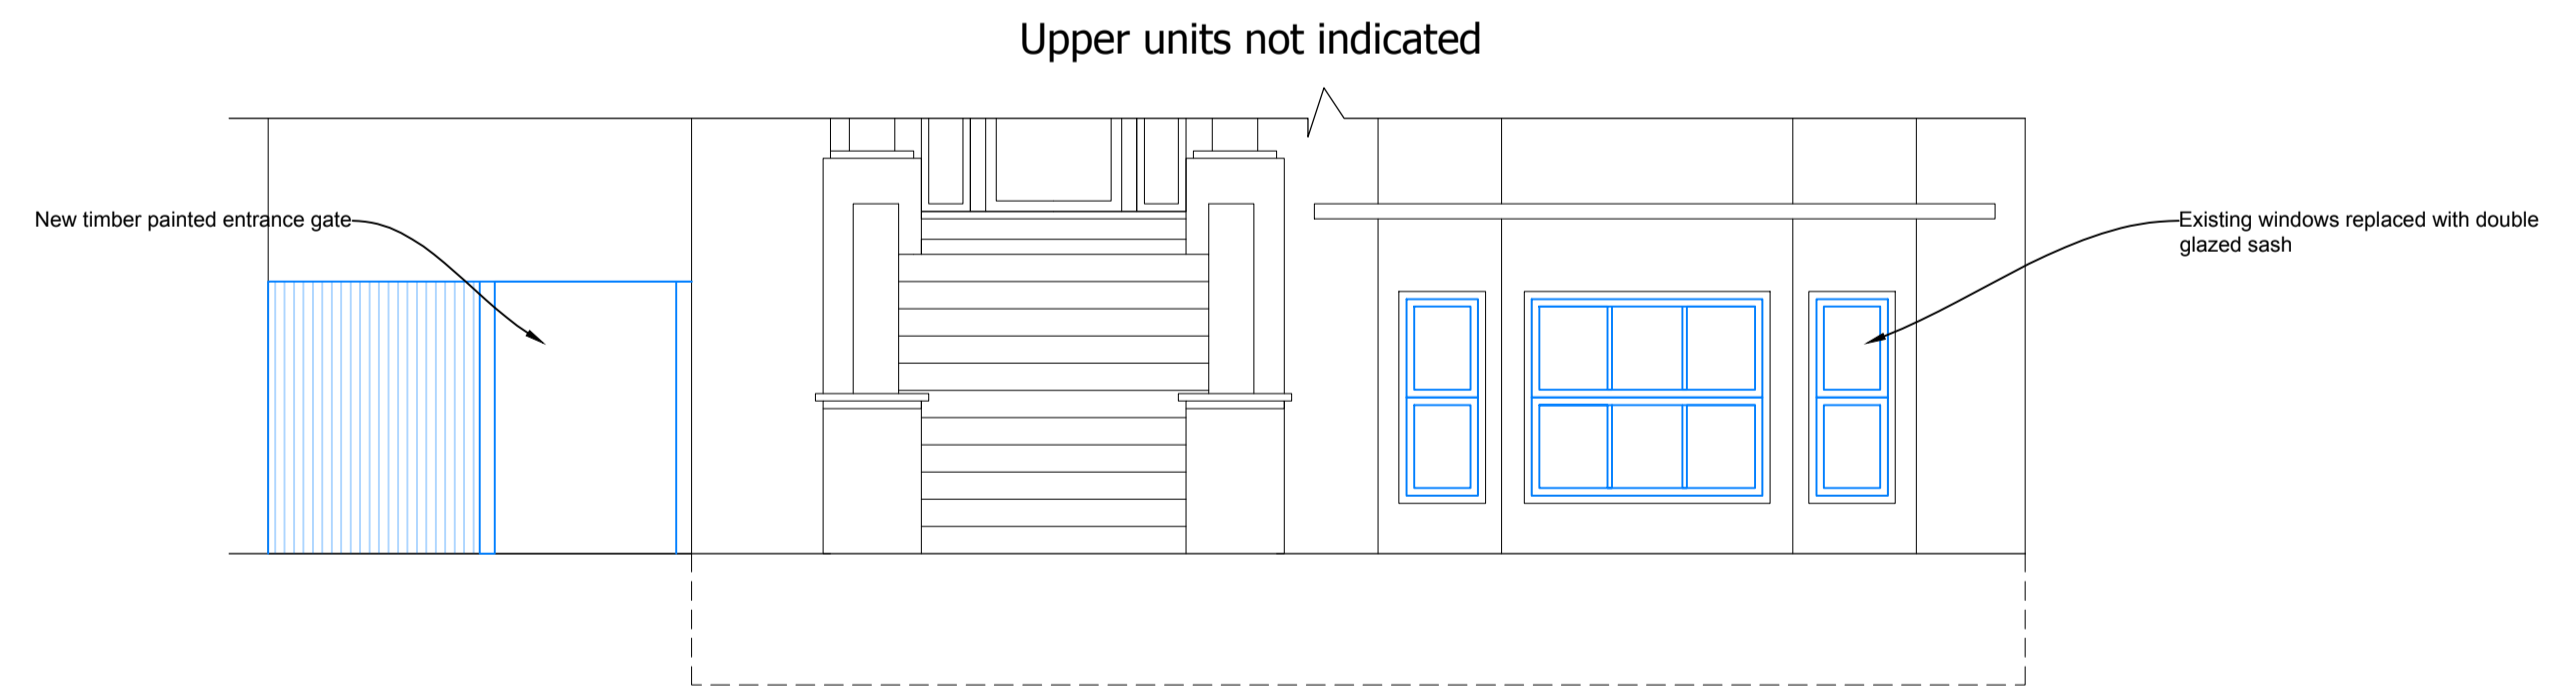 Upper units not indicated
New timber painted entrance gate
Existing windows replaced with double
glazed sash